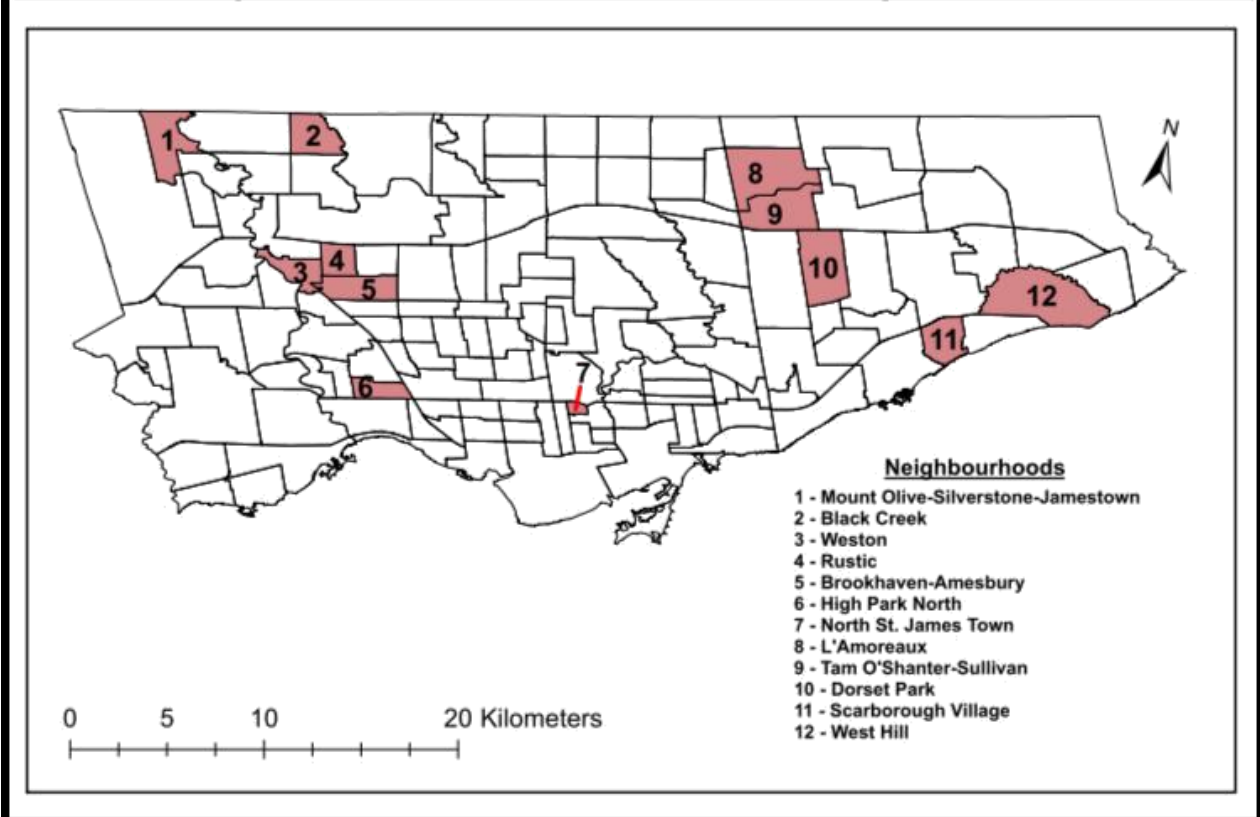 N
1
2
8
9
4
3
5
10
12
11
7
6
Neighbourhoods
1 - Mount Olive-Silverstone-Jamestown
2 - Black Creek
3 - Weston
4 - Rustic
5 - Brookhaven-Amesbury
6 - High Park North
7 - North St. James Town
8 - L'Amoreaux
9 - Tam O'Shanter-Sullivan
10 - Dorset Park
11 - Scarborough Village
12 - West Hill
0 5 10 20 Kilometers